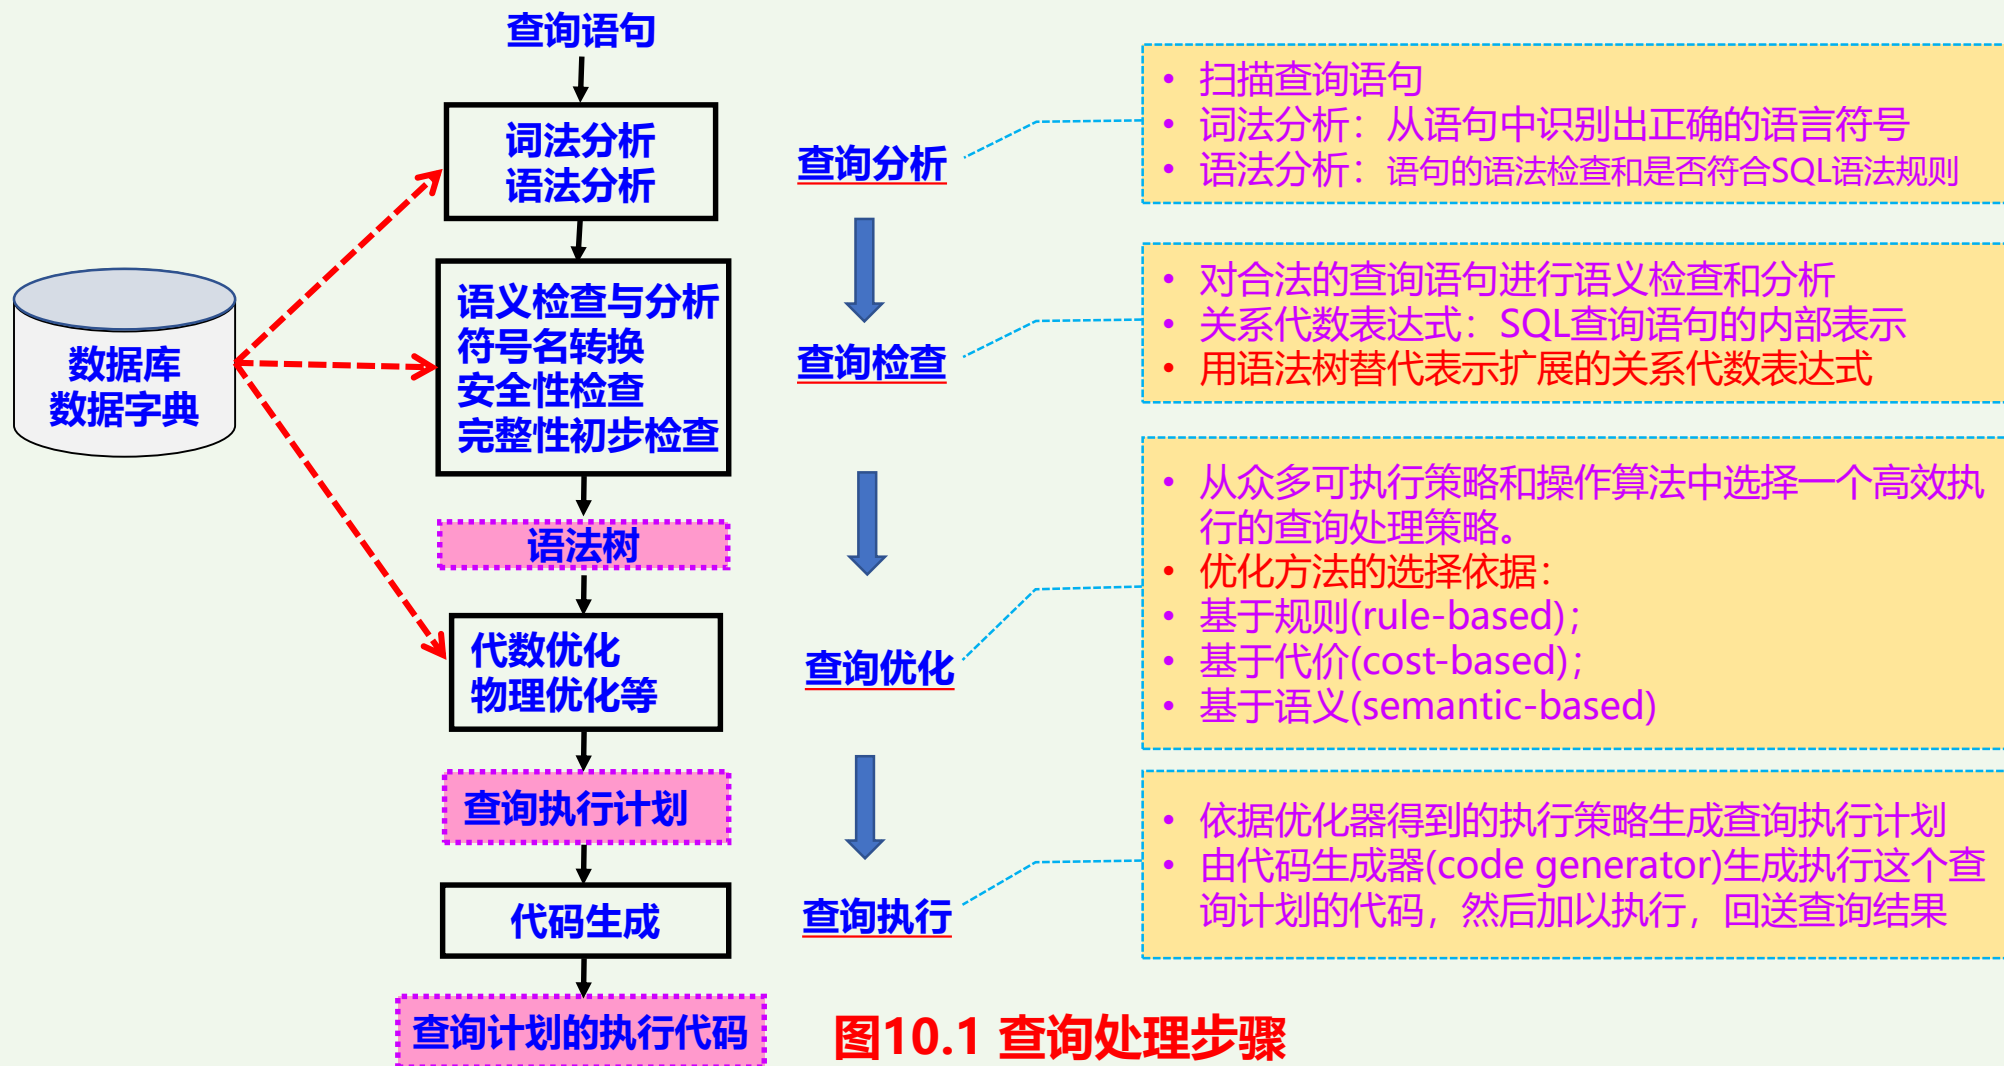 查询语句
词法分析
语法分析
语义检查与分析
符号名转换
安全性检查
完整性初步检查
语法树
代数优化
物理优化等
查询执行计划
代码生成
查询计划的执行代码
数据库
数据字典
查询分析
查询检查
查询优化
查询执行
• 扫描查询语句
• 词法分析：从语句中识别出正确的语言符号
• 语法分析：语句的语法检查和是否符合SQL语法规则
• 对合法的查询语句进行语义检查和分析
• 关系代数表达式：SQL查询语句的内部表示
• 用语法树替代表示扩展的关系代数表达式
• 从众多可执行策略和操作算法中选择一个高效执
行的查询处理策略。
• 优化方法的选择依据：
• 基于规则(rule-based)；
• 基于代价(cost-based)；
• 基于语义(semantic-based)
• 依据优化器得到的执行策略生成查询执行计划
• 由代码生成器(code generator)生成执行这个查
询计划的代码，然后加以执行，回送查询结果
图10.1 查询处理步骤